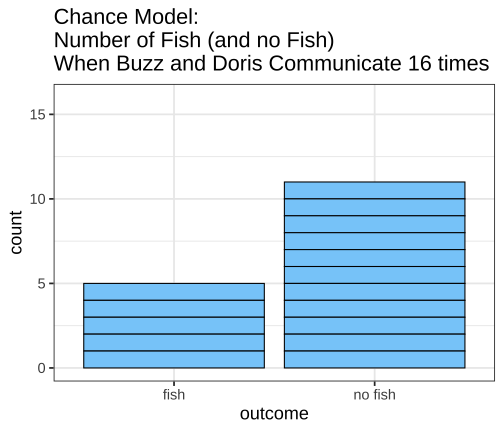 Chance Model:
Number of Fish (and no Fish)
When Buzz and Doris Communicate 16 times
15
10
5
0
count
fish
no fish
outcome